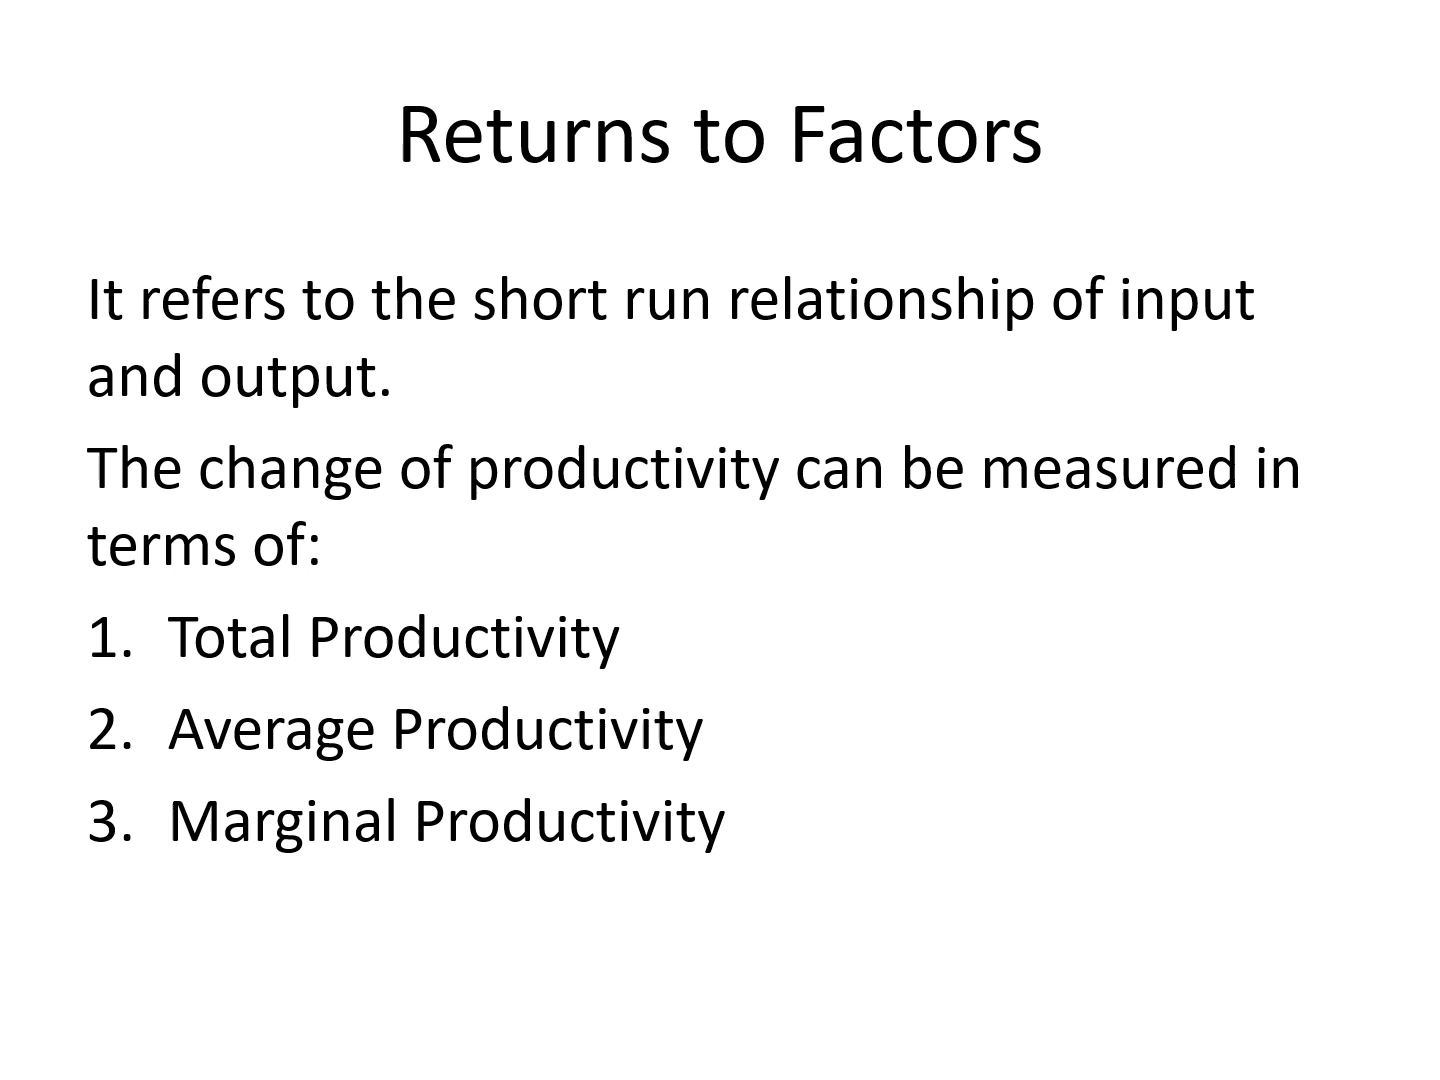 Returns to Factors
It refers to the short run relationship of input
and output.
The change of productivity can be measured in
terms of:
1. Total Productivity
2. Average Productivity
3. Marginal Productivity